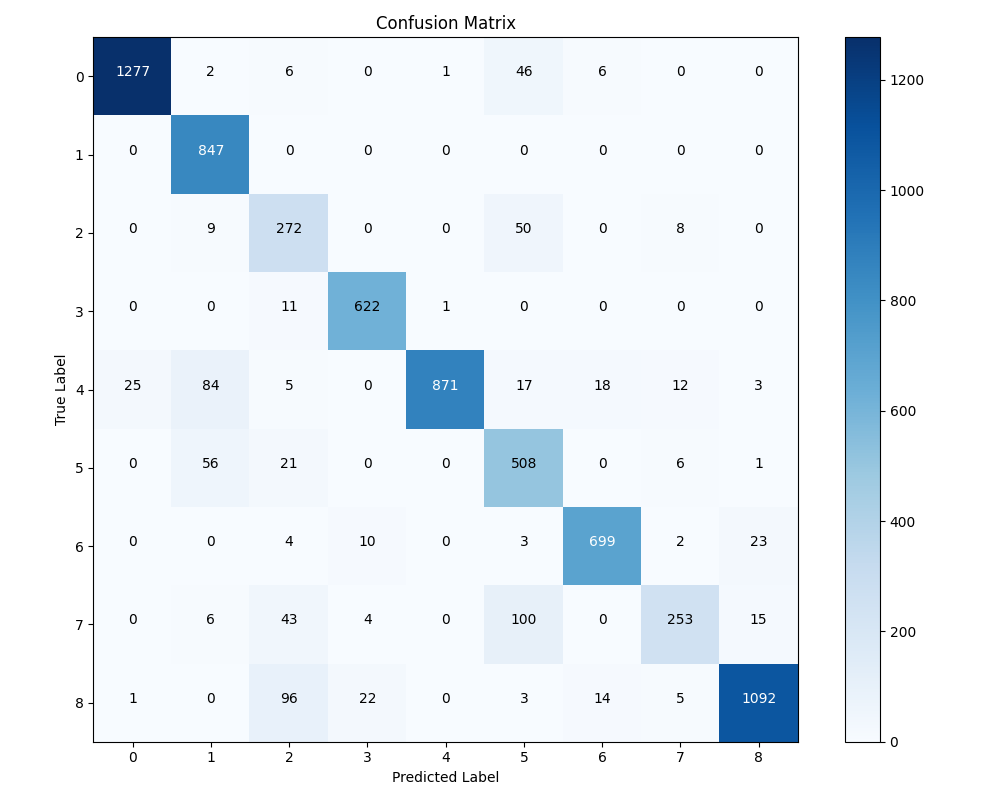 Confusion Matrix
0 1277 2 6 0 1 46 6 0 0
1 0 847 0 0 0 0 0 0 0
2 0 9 272 0 0 50 0 8 0
3 0 0 11 622 1 0 0 0 0
4 25 84 5 0 871 17 18 12 3
5 0 56 21 0 0 508 0 6 1
6 0 0 4 10 0 3 699 2 23
7 0 6 43 4 0 100 0 253 15
8 1 0 96 22 0 3 14 5 1092
0 1 2 3 4 5 6 7 8
Predicted Label
True Label
1200
1000
800
600
400
200
0